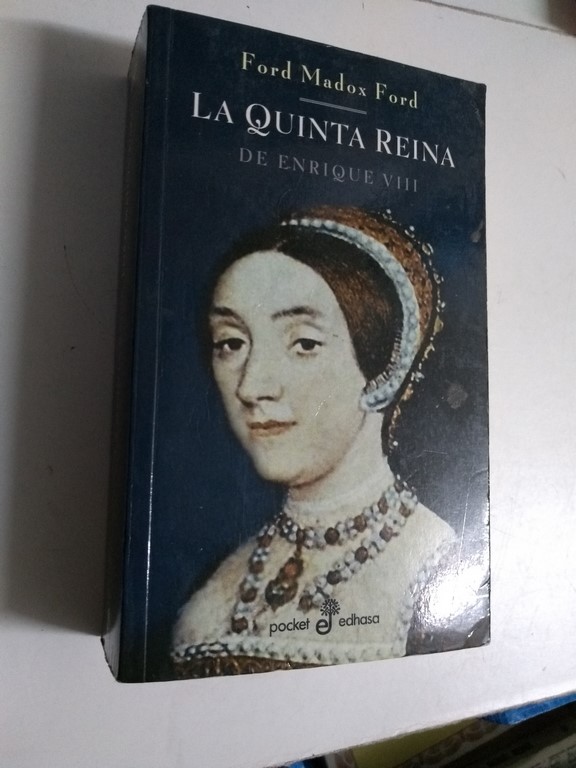 Ford Madox Ford
LA QUINTA REINA
DE ENRIQUE VIII
pocket edhasa